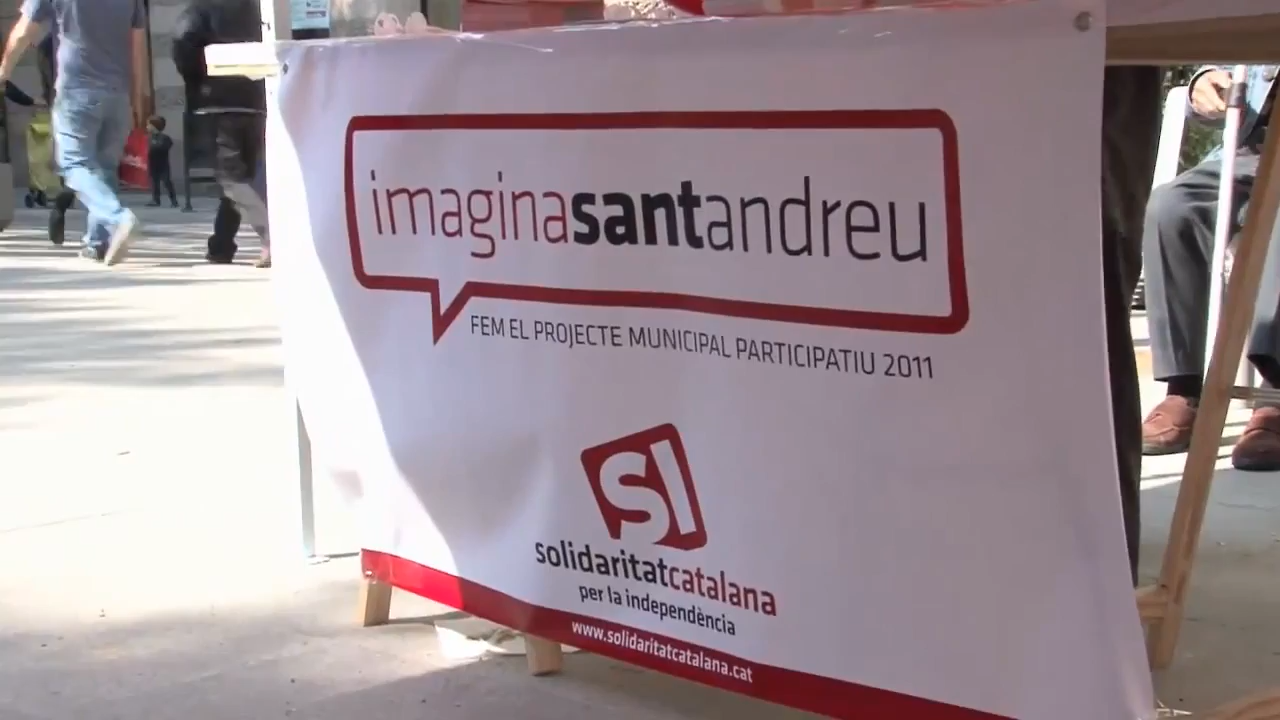 imaginasantandreu
FEM EL PROJECTE MUNICIPAL PARTICIPATIU 2011
SI
solidaritatcatalana
per la independència
www.solidaritatcatalana.cat